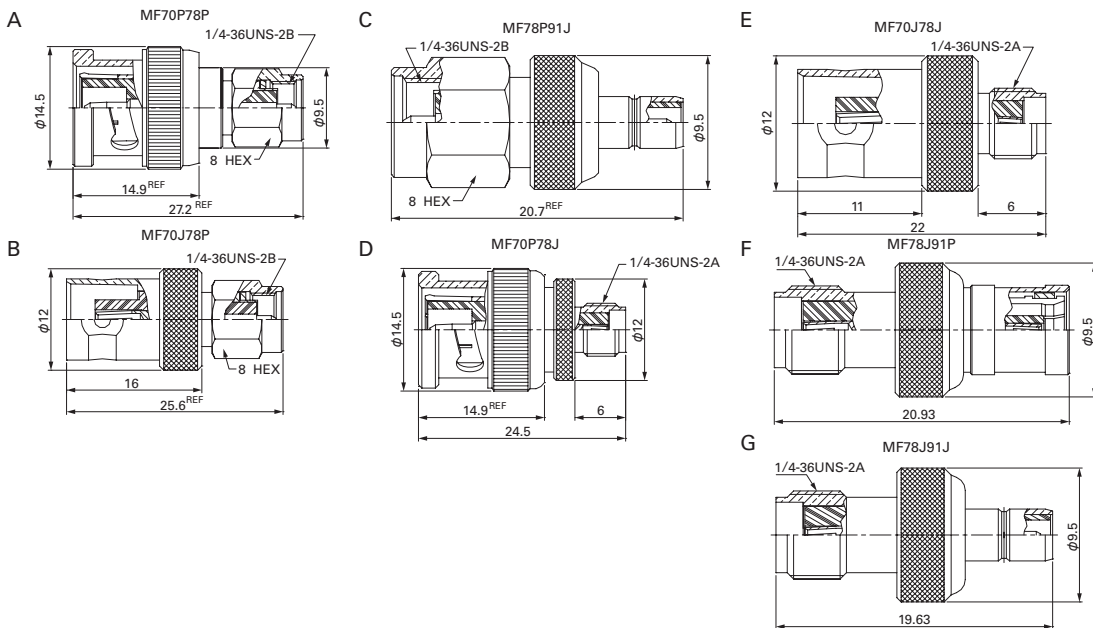 A
MF70P78P
1/4-36UNS-2B
ϕ14.5
ϕ9.5
8 HEX
14.9REF
27.2REF
B
MF70J78P
1/4-36UNS-2B
ϕ12
8 HEX
16
25.6REF
C
MF78P91J
1/4-36UNS-2B
ϕ9.5
8 HEX
20.7REF
D
MF70P78J
1/4-36UNS-2A
ϕ14.5
ϕ12
14.9REF
6
24.5
E
MF70J78J
1/4-36UNS-2A
ϕ12
11
6
22
F
MF78J91P
1/4-36UNS-2A
ϕ9.5
20.93
G
MF78J91J
1/4-36UNS-2A
ϕ9.5
19.63